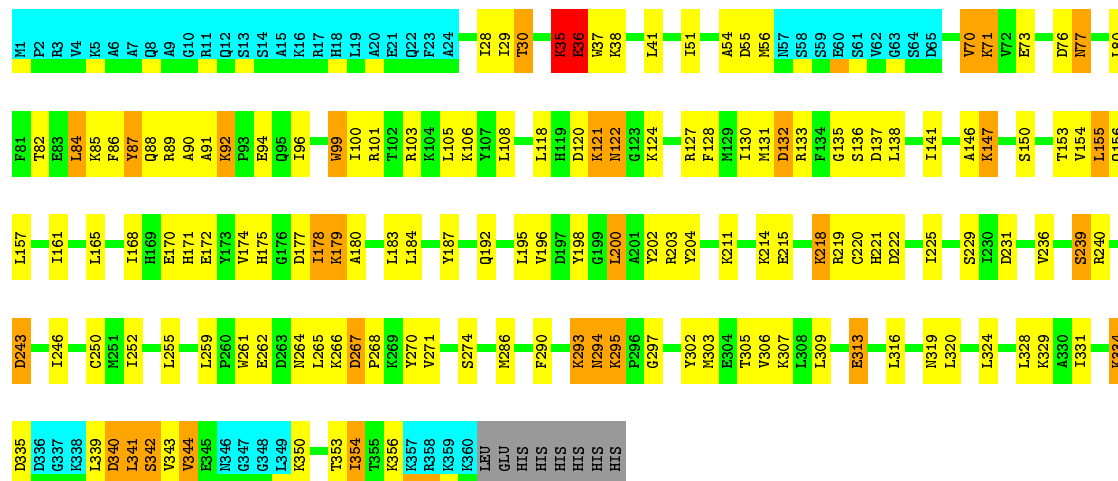 M1 P2 R3 V4 K5 A6 A7 Q8 A9 G10 R11 Q12 S13 S14 A15 K16 R17 H18 L19 A20 E21 Q22 F23 A24 I28 I29 T30 K35 E36 W37 K38 L41 I51 A54 D55 M56 N57 S58 S59 E60 S61 V62 G63 S64 D65 V70 K71 V72 E73 D76 N77 I80
F81 T82 E83 L84 K85 F86 Y87 Q88 R89 A90 A91 K92 P93 E94 Q95 I96 W99 I100 R101 T102 R103 K104 L105 K106 Y107 L108 L118 H119 D120 K121 N122 G123 K124 R127 F128 M129 I130 M131 D132 R133 F134 G135 S136 D137 L138 I141 A146 K147 S150 T153 V154 L155 Q156
L157 I161 L165 I168 H169 E170 H171 E172 Y173 V174 H175 G176 D177 I178 K179 A180 L183 L184 Y187 Q192 L195 V196 D197 Y198 G199 L200 A201 Y202 R203 Y204 K211 K214 E215 K218 R219 C220 H221 D222 I225 S229 I230 D231 V236 S239 R240
D243 I246 C250 M251 I252 L255 L259 P260 W261 E262 D263 N264 L265 K266 D267 P268 K269 Y270 V271 S274 M286 F290 K293 N294 K295 P296 G297 Y302 M303 E304 T305 V306 K307 L308 L309 E313 L316 N319 L320 L324 L328 K329 A330 I331 K334
D335 D336 G337 K338 L339 D340 L341 S342 V343 V344 E345 N346 G347 G348 L349 K350 T353 I354 T355 K356 K357 R358 K359 K360 LEU GLU HIS HIS HIS HIS HIS HIS